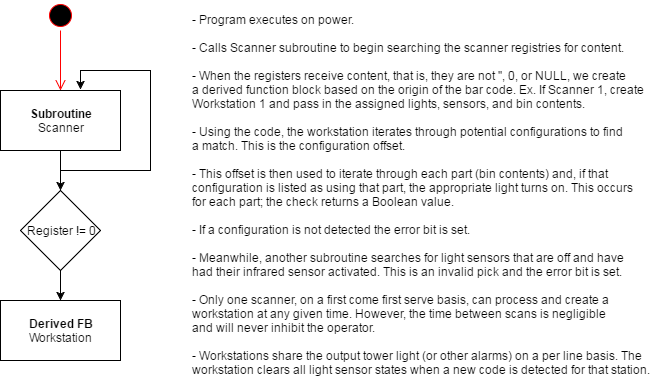 Subroutine
Scanner
Register != 0
Derived FB
Workstation
- Program executes on power.
- Calls Scanner subroutine to begin searching the scanner registries for content.
- When the registers receive content, that is, they are not '', 0, or NULL, we create
a derived function block based on the origin of the bar code. Ex. If Scanner 1, create
Workstation 1 and pass in the assigned lights, sensors, and bin contents.
- Using the code, the workstation iterates through potential configurations to find
a match. This is the configuration offset.
- This offset is then used to iterate through each part (bin contents) and, if that
configuration is listed as using that part, the appropriate light turns on. This occurs
for each part; the check returns a Boolean value.
- If a configuration is not detected the error bit is set.
- Meanwhile, another subroutine searches for light sensors that are off and have
had their infrared sensor activated. This is an invalid pick and the error bit is set.
- Only one scanner, on a first come first serve basis, can process and create a
workstation at any given time. However, the time between scans is negligible
and will never inhibit the operator.
- Workstations share the output tower light (or other alarms) on a per line basis. The
workstation clears all light sensor states when a new code is detected for that station.